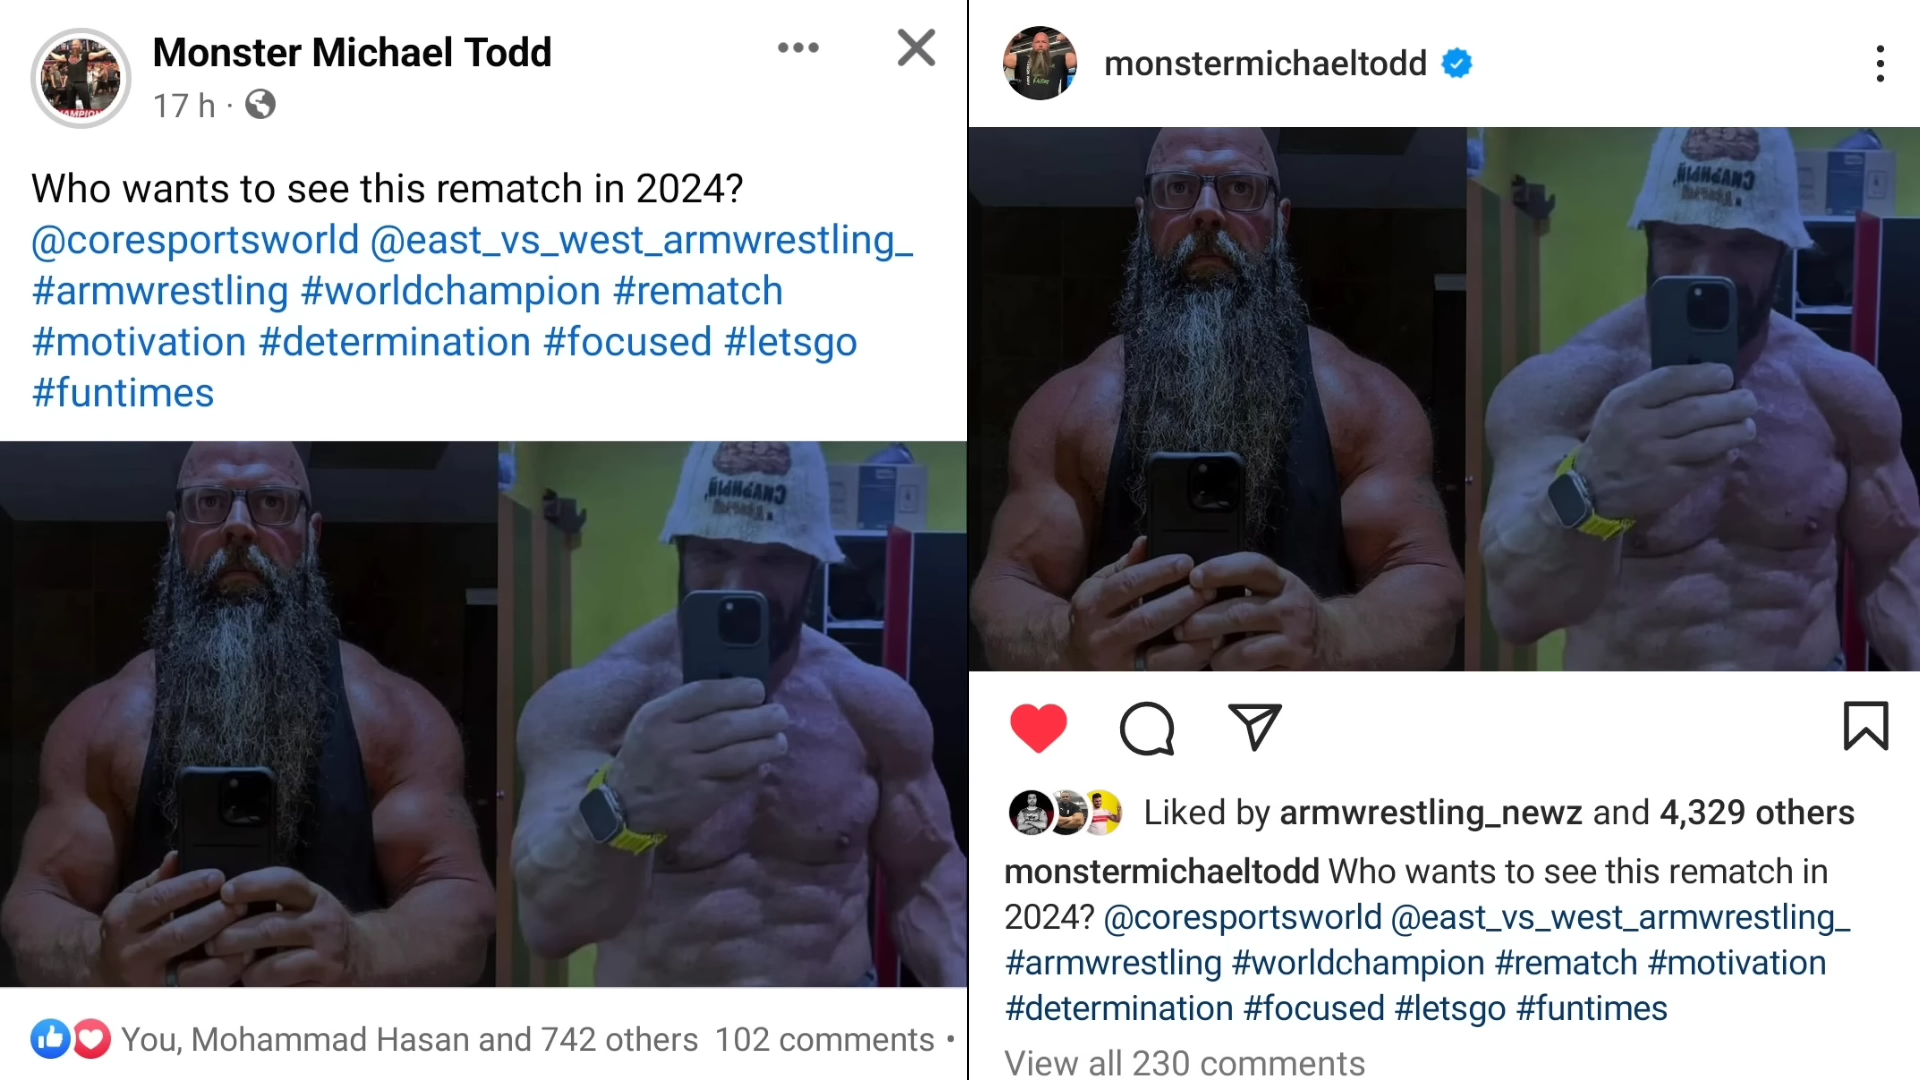 Monster Michael Todd
17 h ·
Who wants to see this rematch in 2024?
@coresportsworld @east_vs_west_armwrestling_
#armwrestling #worldchampion #rematch
#motivation #determination #focused #letsgo
#funtimes
You, Mohammad Hasan and 742 others 102 comments •
monstermichaeltodd
Liked by armwrestling_newz and 4,329 others
monstermichaeltodd Who wants to see this rematch in
2024? @coresportsworld @east_vs_west_armwrestling_
#armwrestling #worldchampion #rematch #motivation
#determination #focused #letsgo #funtimes
View all 230 comments